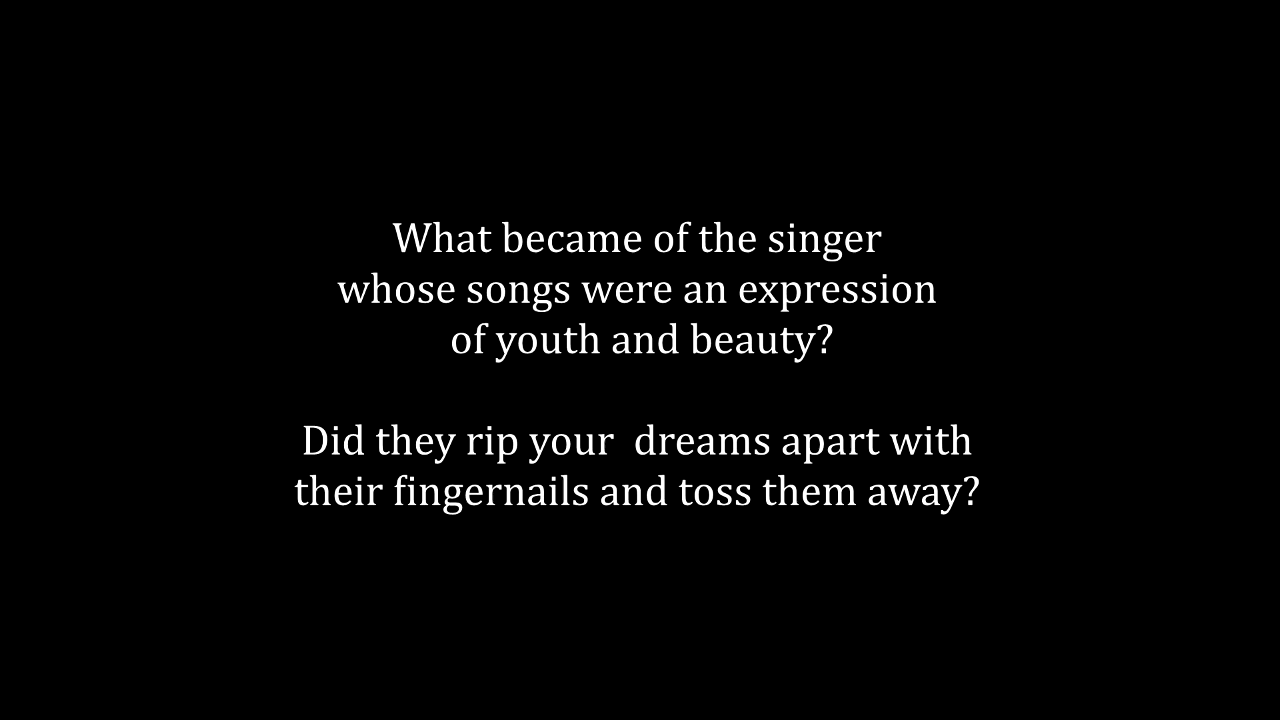 What became of the singer
whose songs were an expression
of youth and beauty?
Did they rip your  dreams apart with
their fingernails and toss them away?